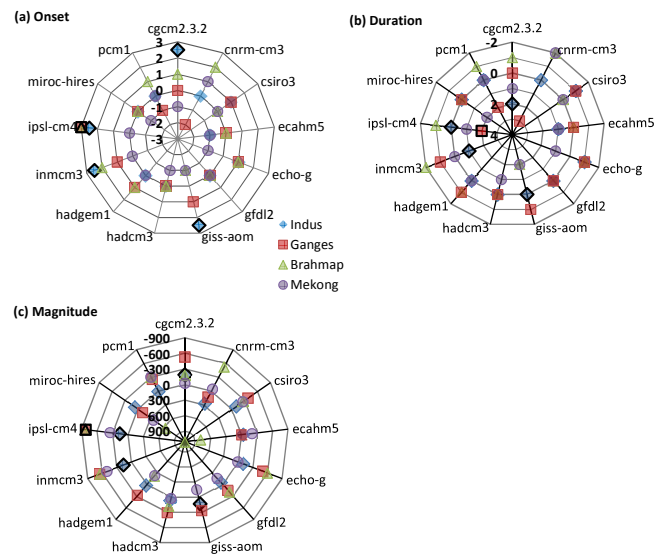 (a) Onset
cgcm2.3.2
cnrm-cm3
csiro3
ecahm5
echo-g
gfdl2
giss-aom
hadcm3
hadgem1
inmcm3
ipsl-cm4
miroc-hires
pcm1
3
2
1
0
-1
-2
-3
(b) Duration
cgcm2.3.2
cnrm-cm3
csiro3
ecahm5
echo-g
gfdl2
giss-aom
hadcm3
hadgem1
inmcm3
ipsl-cm4
miroc-hires
pcm1
-2
0
2
4
Indus
Ganges
Brahmap
Mekong
(c) Magnitude
cgcm2.3.2
cnrm-cm3
csiro3
ecahm5
echo-g
gfdl2
giss-aom
hadcm3
hadgem1
inmcm3
ipsl-cm4
miroc-hires
pcm1
-900
-600
-300
0
300
600
900